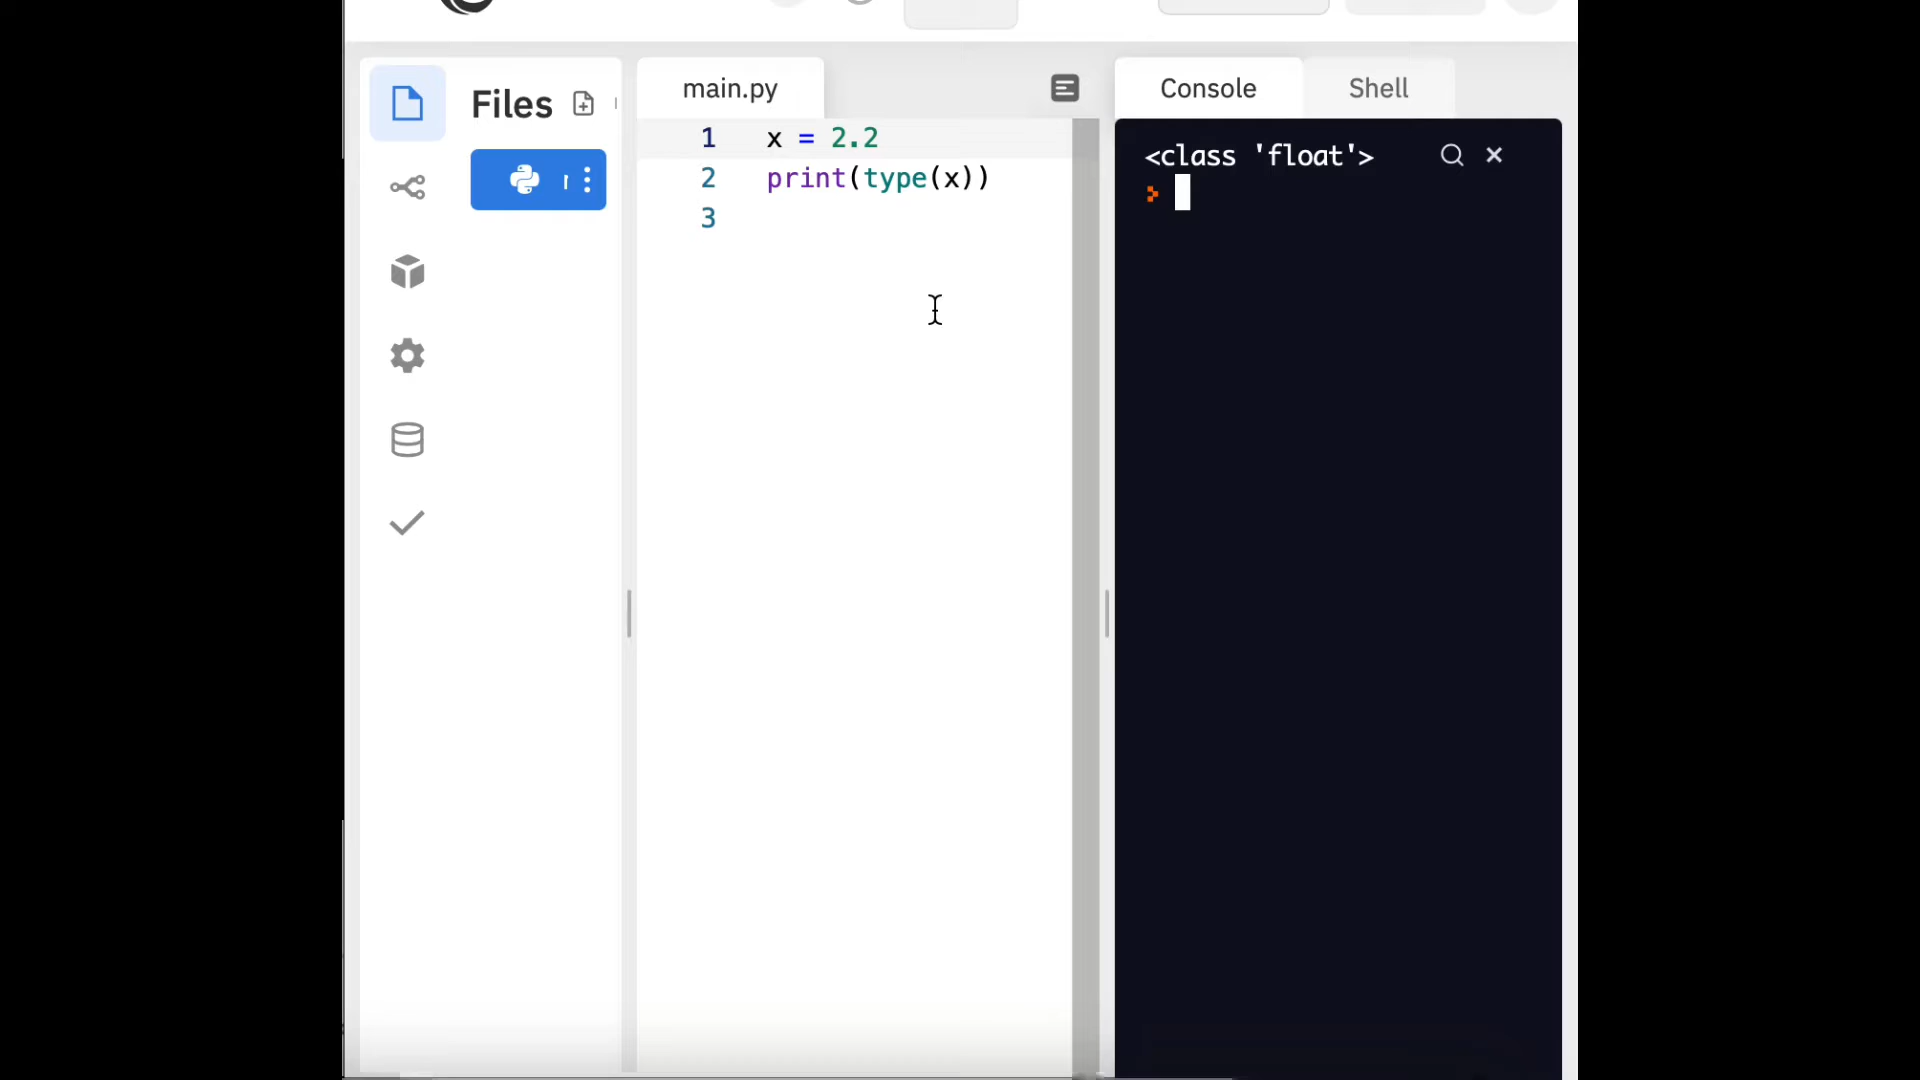 Files
main.py
1 x = 2.2
2 print(type(x))
3
Console
Shell
<class 'float'>